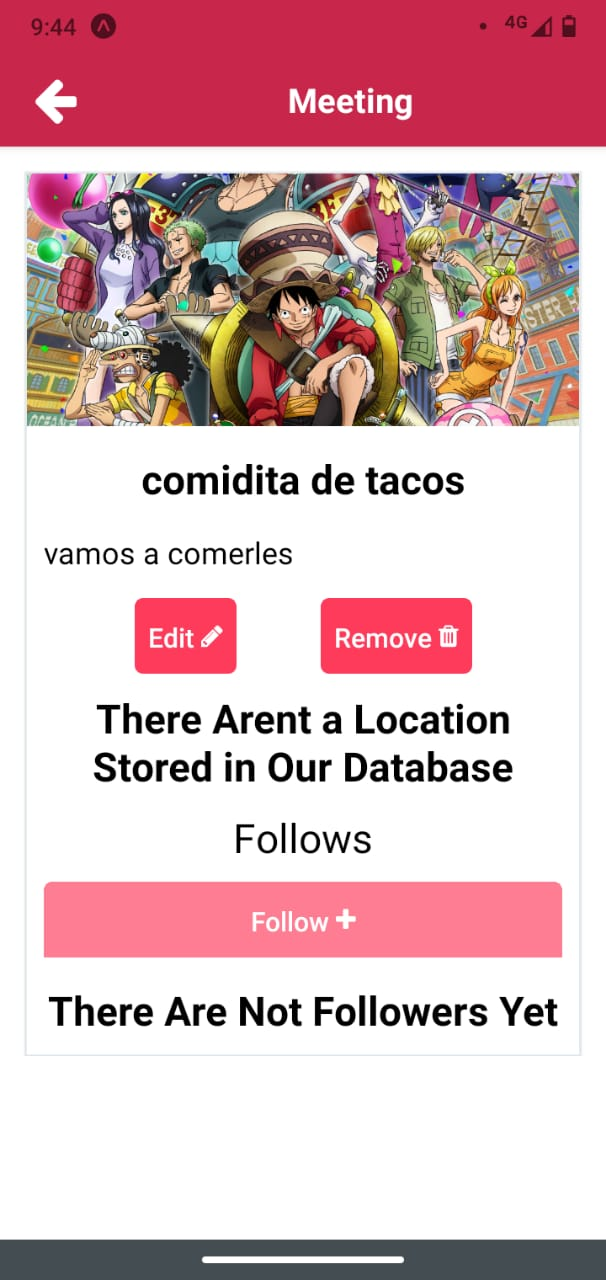 9:44
4G
Meeting
comidita de tacos
vamos a comerles
Edit
Remove
There Arent a Location
Stored in Our Database
Follows
Follow
There Are Not Followers Yet